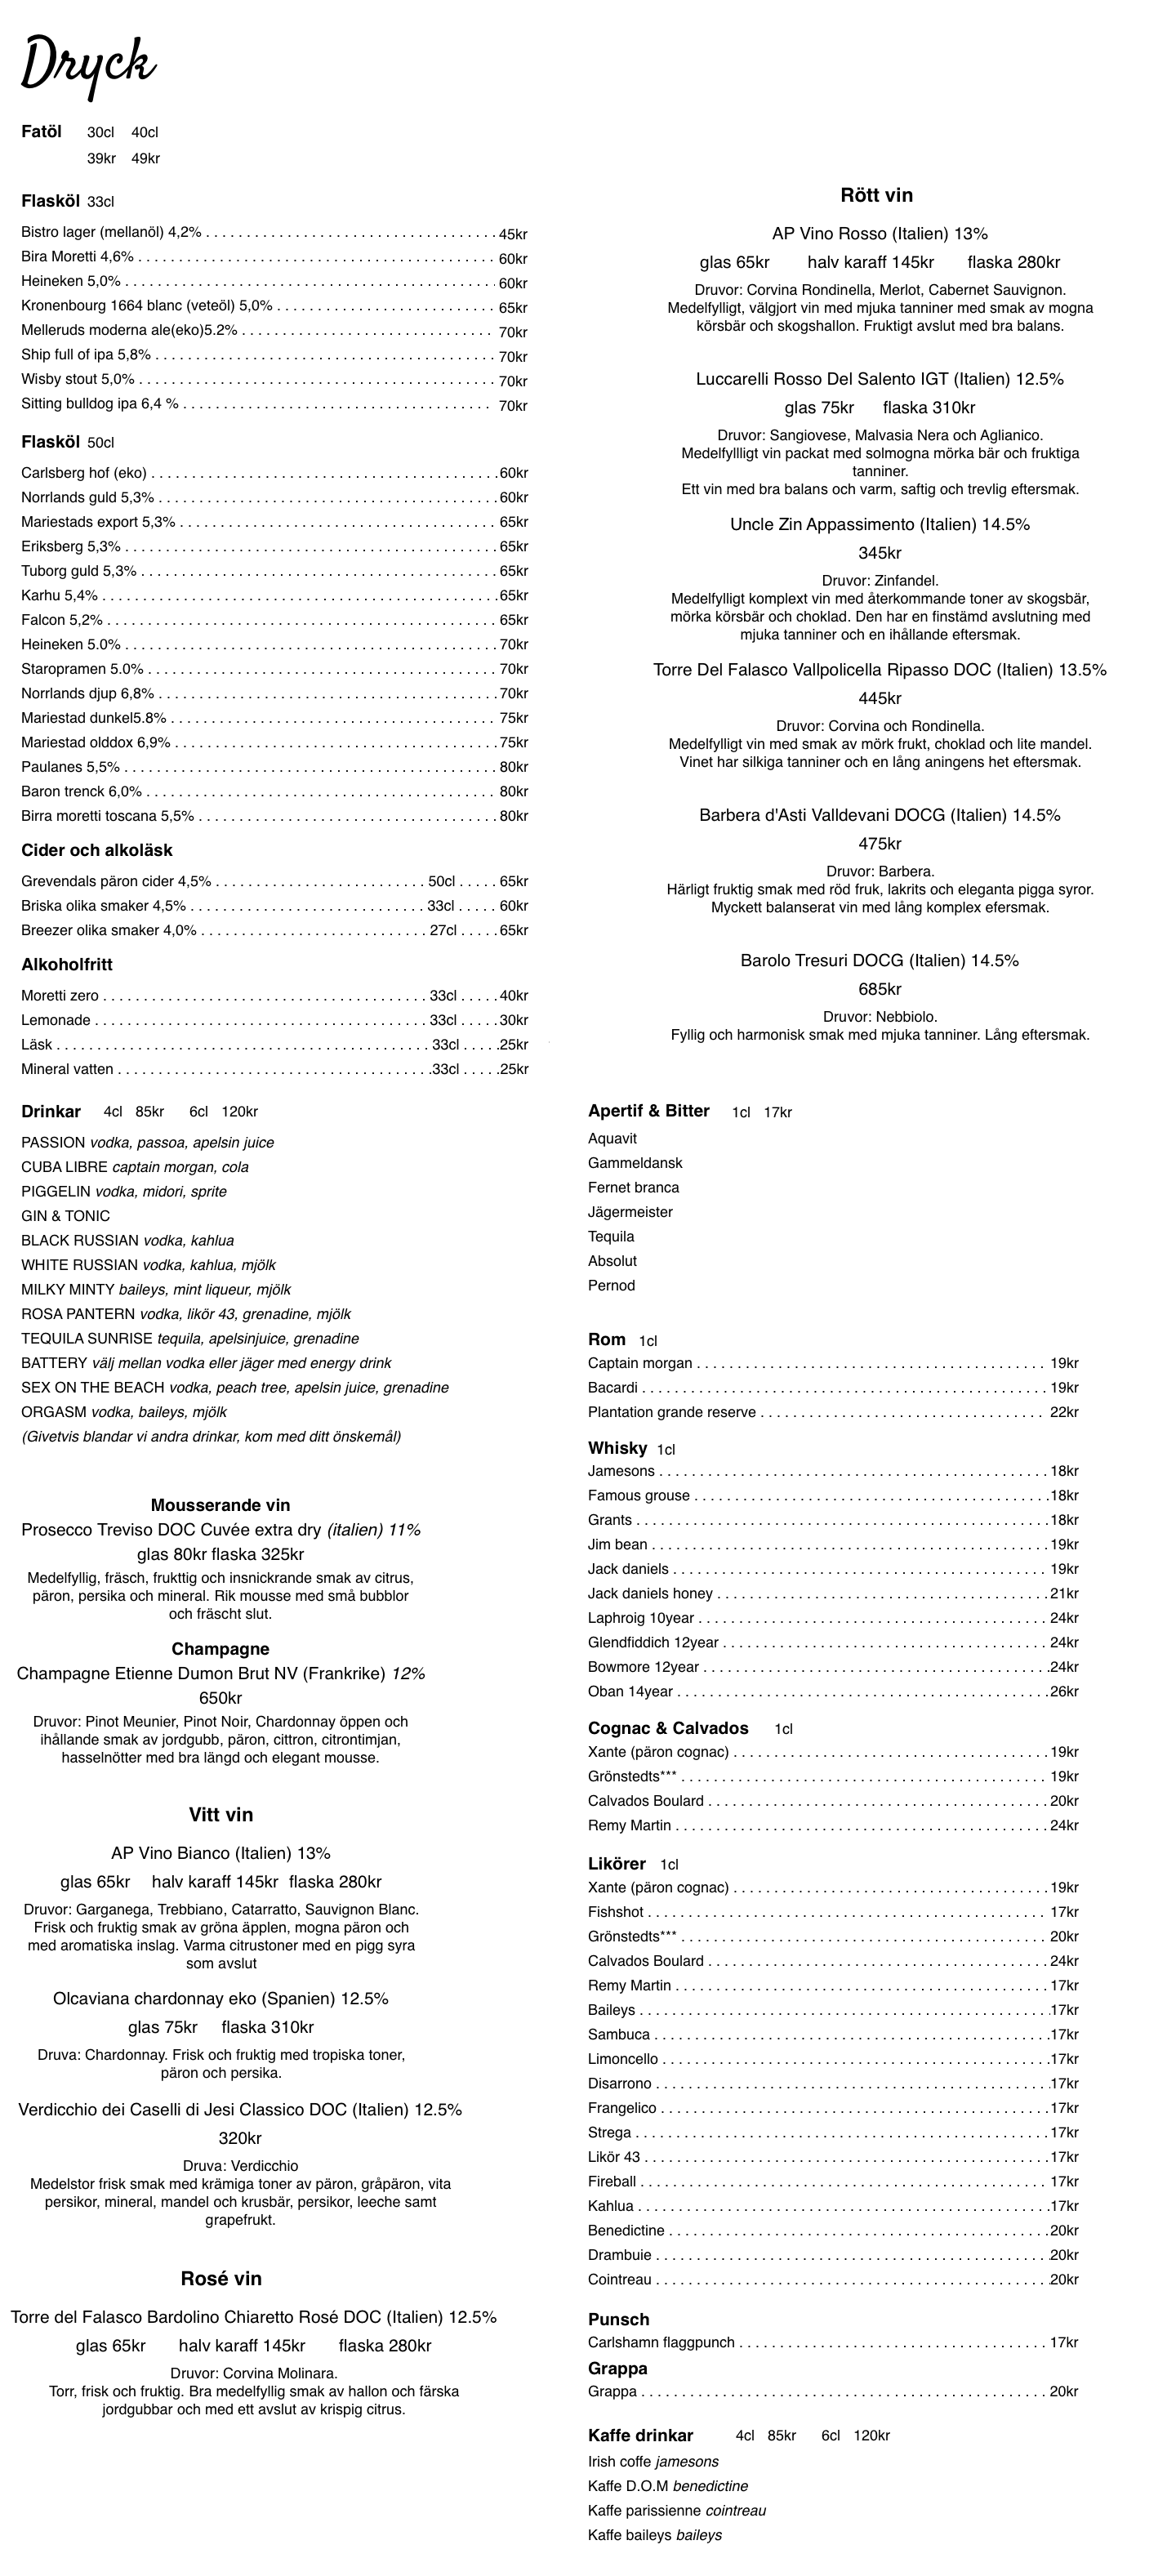 Dryck
Fatöl 30cl 40cl
39kr 49kr
Flasköl 33cl
Bistro lager (mellanöl) 4,2% 45kr
Bira Moretti 4,6% 60kr
Heineken 5,0% 60kr
Kronenbourg 1664 blanc (veteöl) 5,0% 65kr
Melleruds moderna ale(eko)5.2% 70kr
Ship full of ipa 5,8% 70kr
Wisby stout 5,0% 70kr
Sitting bulldog ipa 6,4 % 70kr
Flasköl 50cl
Carlsberg hof (eko) 60kr
Norrlands guld 5,3% 60kr
Mariestads export 5,3% 65kr
Eriksberg 5,3% 65kr
Tuborg guld 5,3% 65kr
Karhu 5,4% 65kr
Falcon 5,2% 65kr
Heineken 5.0% 70kr
Staropramen 5.0% 70kr
Norrlands djup 6,8% 70kr
Mariestad dunkel5.8% 75kr
Mariestad olddox 6,9% 75kr
Paulanes 5,5% 80kr
Baron trenck 6,0% 80kr
Birra moretti toscana 5,5% 80kr
Cider och alkoläsk
Grevendals päron cider 4,5% 50cl 65kr
Briska olika smaker 4,5% 33cl 60kr
Breezer olika smaker 4,0% 27cl 65kr
Alkoholfritt
Moretti zero 33cl 40kr
Lemonade 33cl 30kr
Läsk 33cl 25kr
Mineral vatten 33cl 25kr
Drinkar 4cl 85kr 6cl 120kr
PASSION vodka, passoa, apelsin juice
CUBA LIBRE captain morgan, cola
PIGGELIN vodka, midori, sprite
GIN & TONIC
BLACK RUSSIAN vodka, kahlua
WHITE RUSSIAN vodka, kahlua, mjölk
MILKY MINTY baileys, mint liqueur, mjölk
ROSA PANTERN vodka, likör 43, grenadine, mjölk
TEQUILA SUNRISE tequila, apelsinjuice, grenadine
BATTERY välj mellan vodka eller jäger med energy drink
SEX ON THE BEACH vodka, peach tree, apelsin juice, grenadine
ORGASM vodka, baileys, mjölk
(Givetvis blandar vi andra drinkar, kom med ditt önskemål)
Mousserande vin
Prosecco Treviso DOC Cuvée extra dry (italien) 11%
glas 80kr flaska 325kr
Medelfyllig, fräsch, frukttig och insnickrande smak av citrus,
päron, persika och mineral. Rik mousse med små bubblor
och fräscht slut.
Champagne
Champagne Etienne Dumon Brut NV (Frankrike) 12%
650kr
Druvor: Pinot Meunier, Pinot Noir, Chardonnay öppen och
ihållande smak av jordgubb, päron, cittron, citrontimjan,
hasselnötter med bra längd och elegant mousse.
Vitt vin
AP Vino Bianco (Italien) 13%
glas 65kr halv karaff 145kr flaska 280kr
Druvor: Garganega, Trebbiano, Catarratto, Sauvignon Blanc.
Frisk och fruktig smak av gröna äpplen, mogna päron och
med aromatiska inslag. Varma citrustoner med en pigg syra
som avslut
Olcaviana chardonnay eko (Spanien) 12.5%
glas 75kr flaska 310kr
Druva: Chardonnay. Frisk och fruktig med tropiska toner,
päron och persika.
Verdicchio dei Caselli di Jesi Classico DOC (Italien) 12.5%
320kr
Druva: Verdicchio
Medelstor frisk smak med krämiga toner av päron, gråpäron, vita
persikor, mineral, mandel och krusbär, persikor, leeche samt
grapefrukt.
Rosé vin
Torre del Falasco Bardolino Chiaretto Rosé DOC (Italien) 12.5%
glas 65kr halv karaff 145kr flaska 280kr
Druvor: Corvina Molinara.
Torr, frisk och fruktig. Bra medelfyllig smak av hallon och färska
jordgubbar och med ett avslut av krispig citrus.
Rött vin
AP Vino Rosso (Italien) 13%
glas 65kr halv karaff 145kr flaska 280kr
Druvor: Corvina Rondinella, Merlot, Cabernet Sauvignon.
Medelfylligt, välgjort vin med mjuka tanniner med smak av mogna
körsbär och skogshallon. Fruktigt avslut med bra balans.
Luccarelli Rosso Del Salento IGT (Italien) 12.5%
glas 75kr flaska 310kr
Druvor: Sangiovese, Malvasia Nera och Aglianico.
Medelfyllligt vin packat med solmogna mörka bär och fruktiga
tanniner.
Ett vin med bra balans och varm, saftig och trevlig eftersmak.
Uncle Zin Appassimento (Italien) 14.5%
345kr
Druvor: Zinfandel.
Medelfylligt komplext vin med återkommande toner av skogsbär,
mörka körsbär och choklad. Den har en finstämd avslutning med
mjuka tanniner och en ihållande eftersmak.
Torre Del Falasco Vallpolicella Ripasso DOC (Italien) 13.5%
445kr
Druvor: Corvina och Rondinella.
Medelfylligt vin med smak av mörk frukt, choklad och lite mandel.
Vinet har silkiga tanniner och en lång aningens het eftersmak.
Barbera d'Asti Valldevani DOCG (Italien) 14.5%
475kr
Druvor: Barbera.
Härligt fruktig smak med röd fruk, lakrits och eleganta pigga syror.
Myckett balanserat vin med lång komplex efersmak.
Barolo Tresuri DOCG (Italien) 14.5%
685kr
Druvor: Nebbiolo.
Fyllig och harmonisk smak med mjuka tanniner. Lång eftersmak.
Apertif & Bitter 1cl 17kr
Aquavit
Gammeldansk
Fernet branca
Jägermeister
Tequila
Absolut
Pernod
Rom 1cl
Captain morgan 19kr
Bacardi 19kr
Plantation grande reserve 22kr
Whisky 1cl
Jamesons 18kr
Famous grouse 18kr
Grants 18kr
Jim bean 19kr
Jack daniels 19kr
Jack daniels honey 21kr
Laphroig 10year 24kr
Glendfiddich 12year 24kr
Bowmore 12year 24kr
Oban 14year 26kr
Cognac & Calvados 1cl
Xante (päron cognac) 19kr
Grönstedts*** 19kr
Calvados Boulard 20kr
Remy Martin 24kr
Likörer 1cl
Xante (päron cognac) 19kr
Fishshot 17kr
Grönstedts*** 20kr
Calvados Boulard 24kr
Remy Martin 17kr
Baileys 17kr
Sambuca 17kr
Limoncello 17kr
Disarrono 17kr
Frangelico 17kr
Strega 17kr
Likör 43 17kr
Fireball 17kr
Kahlua 17kr
Benedictine 20kr
Drambuie 20kr
Cointreau 20kr
Punsch
Carlshamn flaggpunch 17kr
Grappa
Grappa 20kr
Kaffe drinkar 4cl 85kr 6cl 120kr
Irish coffe jamesons
Kaffe D.O.M benedictine
Kaffe parissienne cointreau
Kaffe baileys baileys